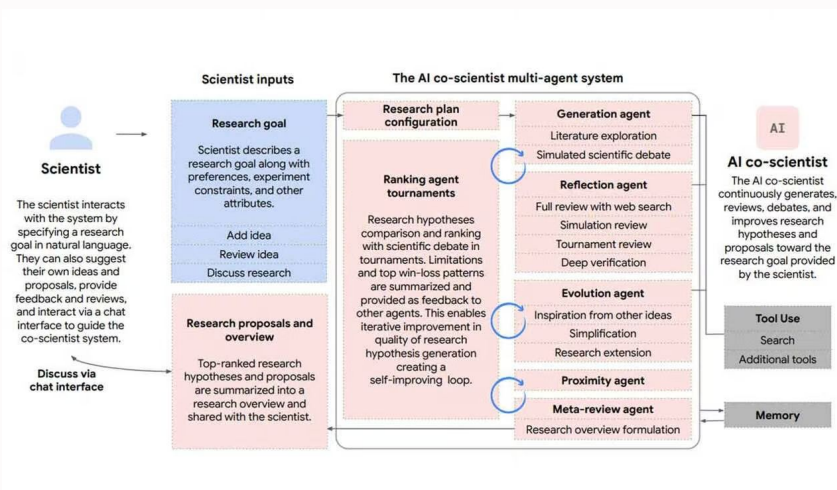 Scientist inputs
The AI co-scientist multi-agent system
Scientist
The scientist interacts
with the system by
specifying a research
goal in natural language.
They can also suggest
their own ideas and
proposals, provide
feedback and reviews,
and interact via a chat
interface to guide the
co-scientist system.
Discuss via
chat interface
Research goal
Scientist describes a
research goal along with
preferences, experiment
constraints, and other
attributes.
Add idea
Review idea
Discuss research
Research proposals and
overview
Top-ranked research
hypotheses and proposals
are summarized into a
research overview and
shared with the scientist.
Research plan
configuration
Ranking agent
tournaments
Research hypotheses
comparison and ranking
with scientific debate in
tournaments. Limitations
and top win-loss patterns
are summarized and
provided as feedback to
other agents. This enables
iterative improvement in
quality of research
hypothesis generation
creating a
self-improving loop.
Generation agent
Literature exploration
Simulated scientific debate
Reflection agent
Full review with web search
Simulation review
Tournament review
Deep verification
Evolution agent
Inspiration from other ideas
Simplification
Research extension
Proximity agent
Meta-review agent
Research overview formulation
AI
AI co-scientist
The AI co-scientist
continuously generates,
reviews, debates, and
improves research
hypotheses and
proposals toward the
research goal provided
by the scientist.
Tool Use
Search
Additional tools
Memory